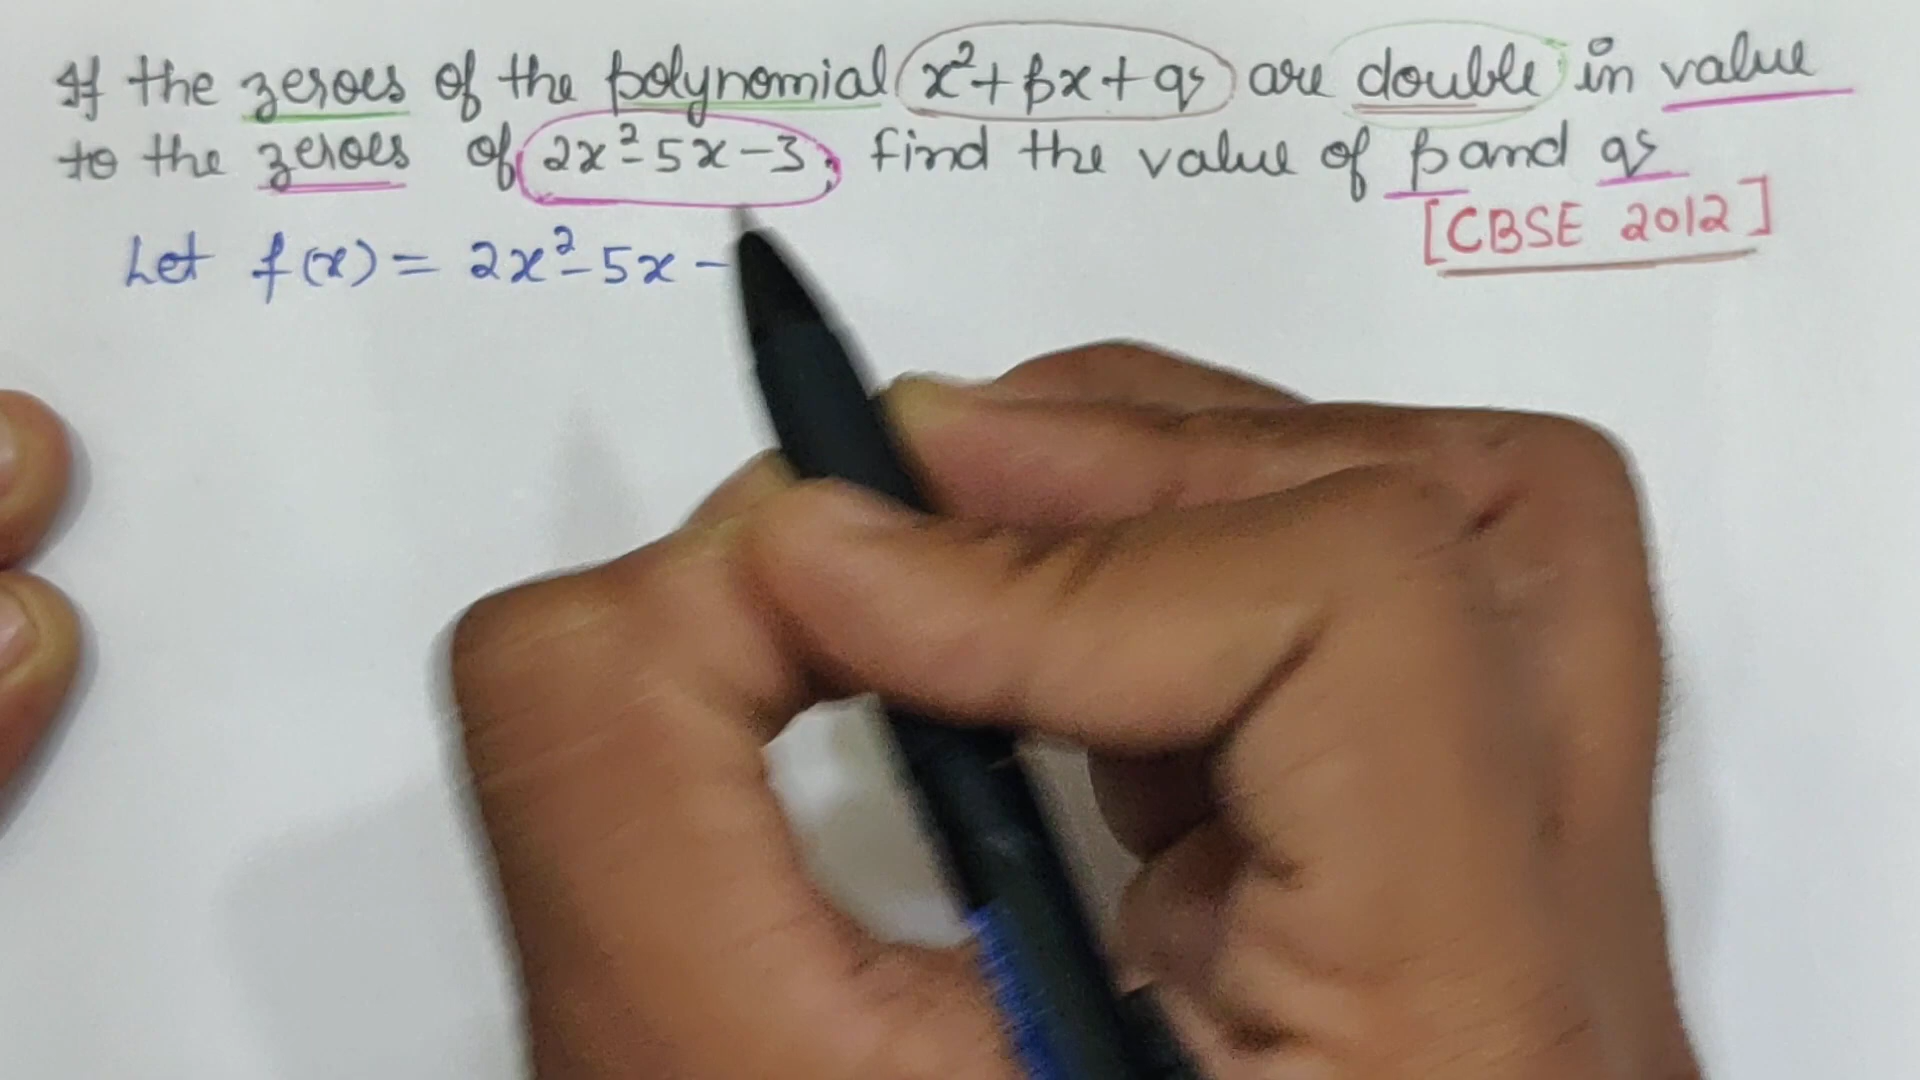 If the zeroes of the polynomial x²+px+q are double in value
to the zeroes of 2x²-5x-3, find the value of p and q
[CBSE 2012]
Let f(x) = 2x²-5x-